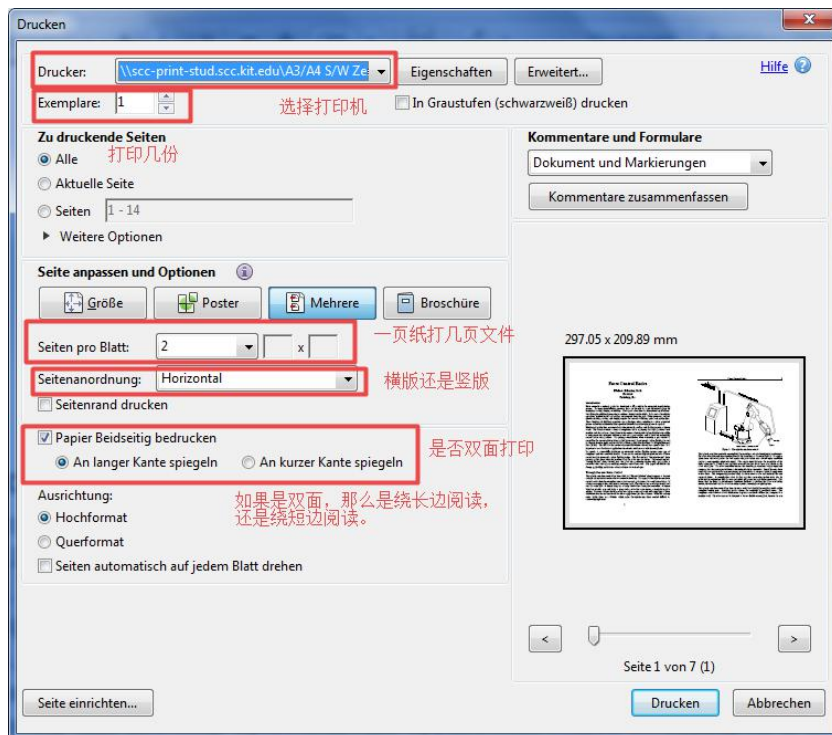 Drucken
Drucker: \\scc-print-stud.scc.kit.edu\A3/A4 S/W Ze Eigenschaften Erweitert... Hilfe
Exemplare: 1 选择打印机 In Graustufen (schwarzweiß) drucken
Zu druckende Seiten
Alle 打印几份
Aktuelle Seite
Seiten 1 - 14
Weitere Optionen
Kommentare und Formulare
Dokument und Markierungen
Kommentare zusammenfassen
Seite anpassen und Optionen
Größe Poster Mehrere Broschüre
一页纸打几页文件
Seiten pro Blatt: 2 x
Seitenanordnung: Horizontal 横版还是竖版
Seitenrand drucken
Papier Beidseitig bedrucken
是否双面打印
An langer Kante spiegeln An kurzer Kante spiegeln
Ausrichtung:
如果是双面，那么是绕长边阅读，
还是绕短边阅读。
Hochformat
Querformat
Seiten automatisch auf jedem Blatt drehen
297.05 x 209.89 mm
Force Control Basics
< >
Seite 1 von 7 (1)
Seite einrichten... Drucken Abbrechen